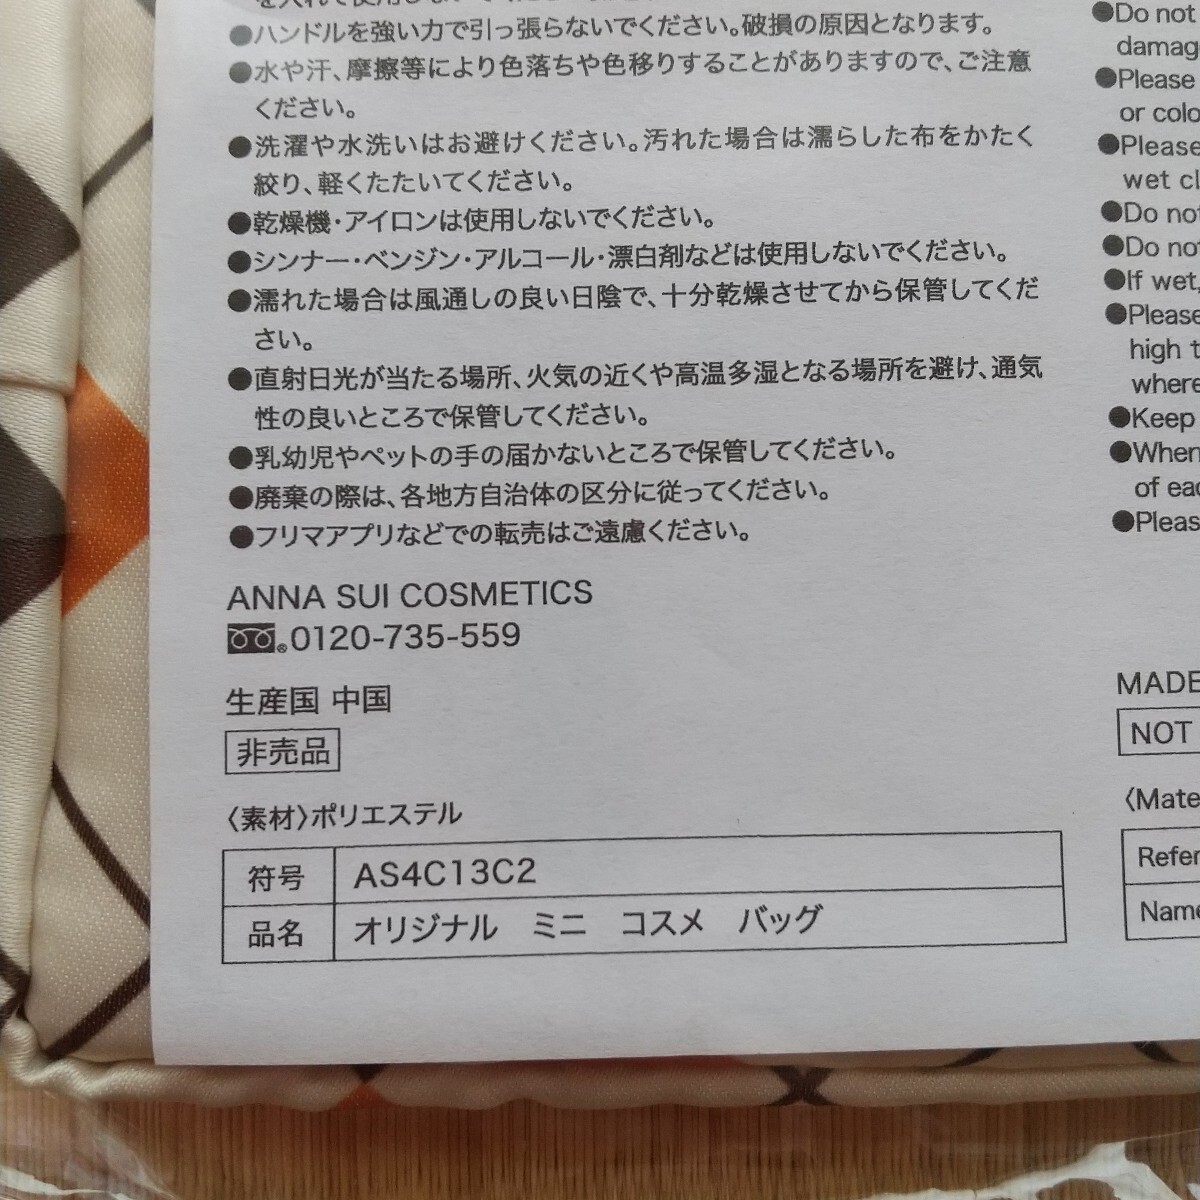 ●ハンドルを強い力で引っ張らないでください。破損の原因となります。
●水や汗、摩擦等により色落ちや色移りすることがありますので、ご注意
ください。
●洗濯や水洗いはお避けください。汚れた場合は濡らした布をかたく
絞り、軽くたたいてください。
●乾燥機・アイロンは使用しないでください。
●シンナー・ベンジン・アルコール・漂白剤などは使用しないでください。
●濡れた場合は風通しの良い日陰で、十分乾燥させてから保管してくだ
さい。
●直射日光が当たる場所、火気の近くや高温多湿となる場所を避け、通気
性の良いところで保管してください。
●乳幼児やペットの手の届かないところで保管してください。
●廃棄の際は、各地方自治体の区分に従ってください。
●フリマアプリなどでの転売はご遠慮ください。
ANNA SUI COSMETICS
0120-735-559
生産国 中国
非売品
〈素材〉ポリエステル
符号 AS4C13C2
品名 オリジナル ミニ コスメ バッグ
●Do not
damag
●Please
or colo
●Please
wet cl
●Do not
●Do not
●If wet,
●Please
high t
where
●Keep
●When
of eac
●Pleas
MADE
NOT
〈Mate
Refer
Name